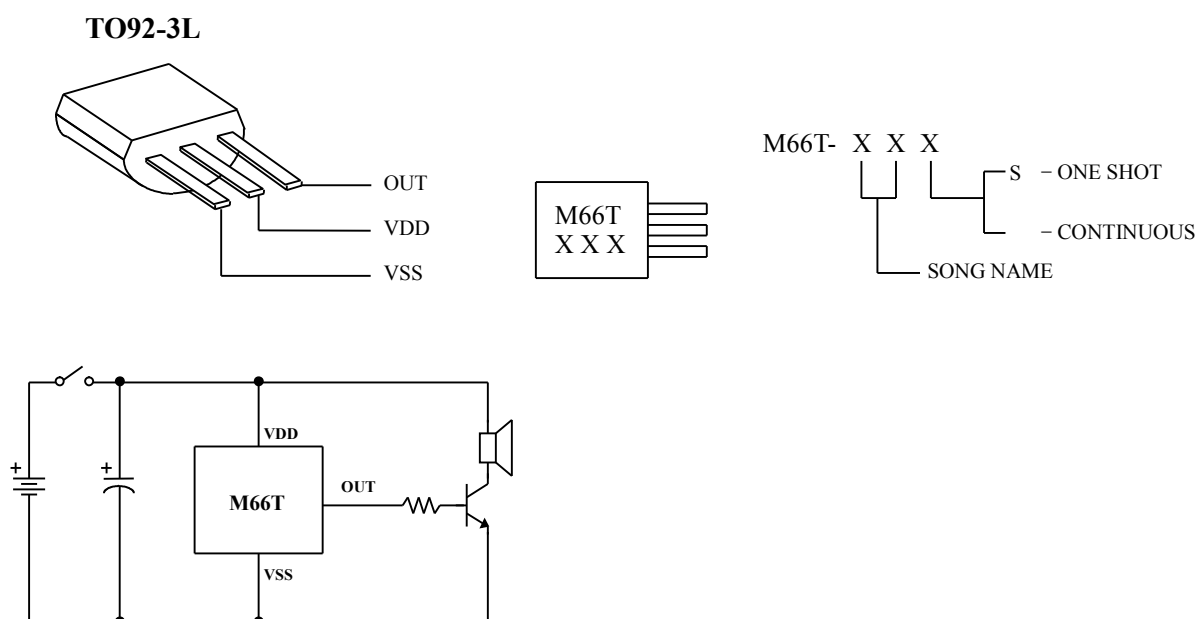 TO92-3L
OUT
VDD
VSS
M66T
X X X
M66T- X X X
S – ONE SHOT
– CONTINUOUS
SONG NAME
+
+
VDD
M66T
OUT
VSS